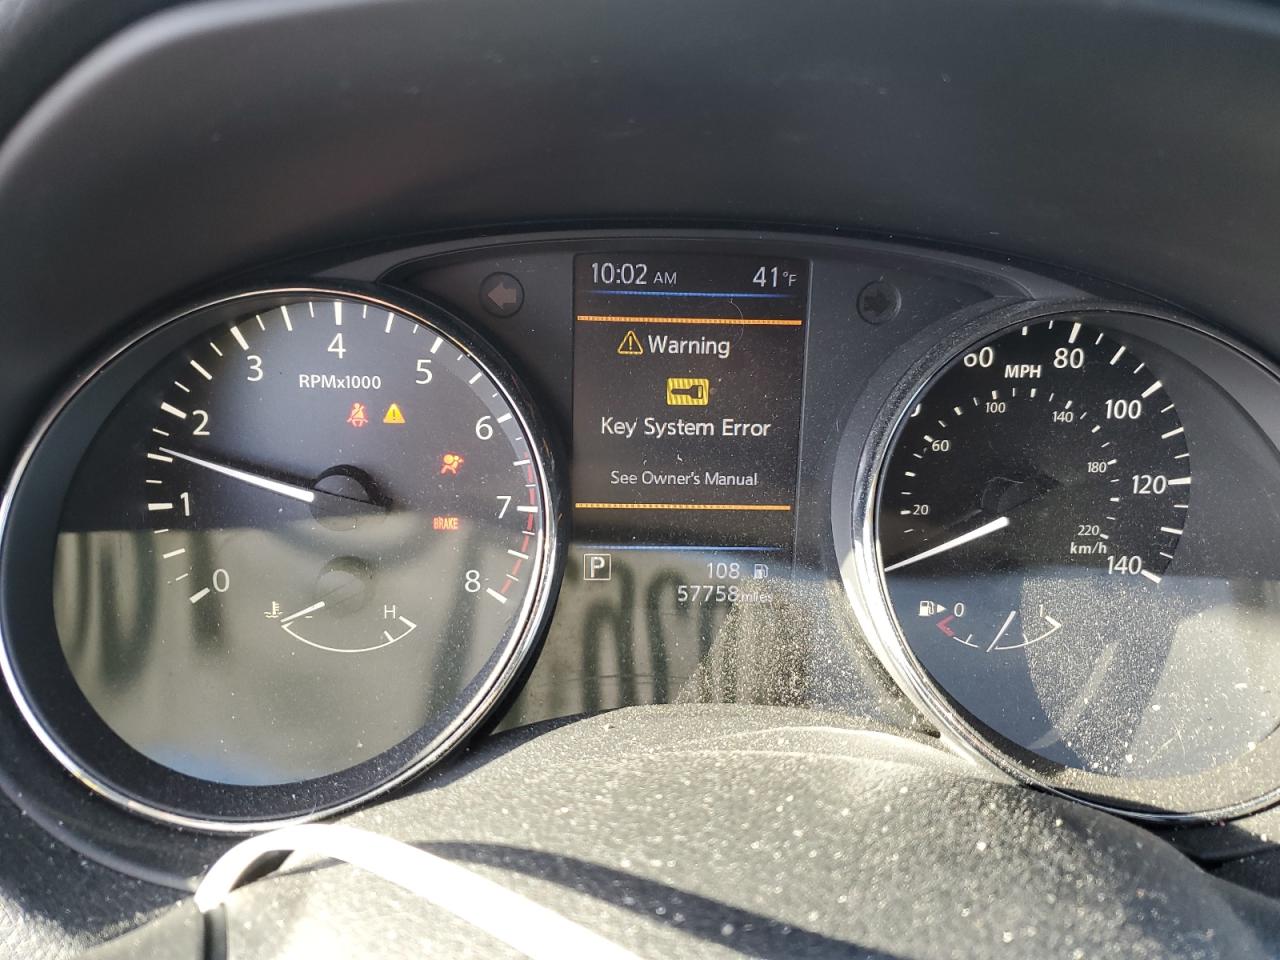 10:02 AM 41°F
Warning
Key System Error
See Owner's Manual
P
108
57758 miles
0
1
2
3
4
5
6
7
8
RPMx1000
BRAKE
H
60
80
100
120
140
MPH
20
60
100
140
180
220
km/h
0
1